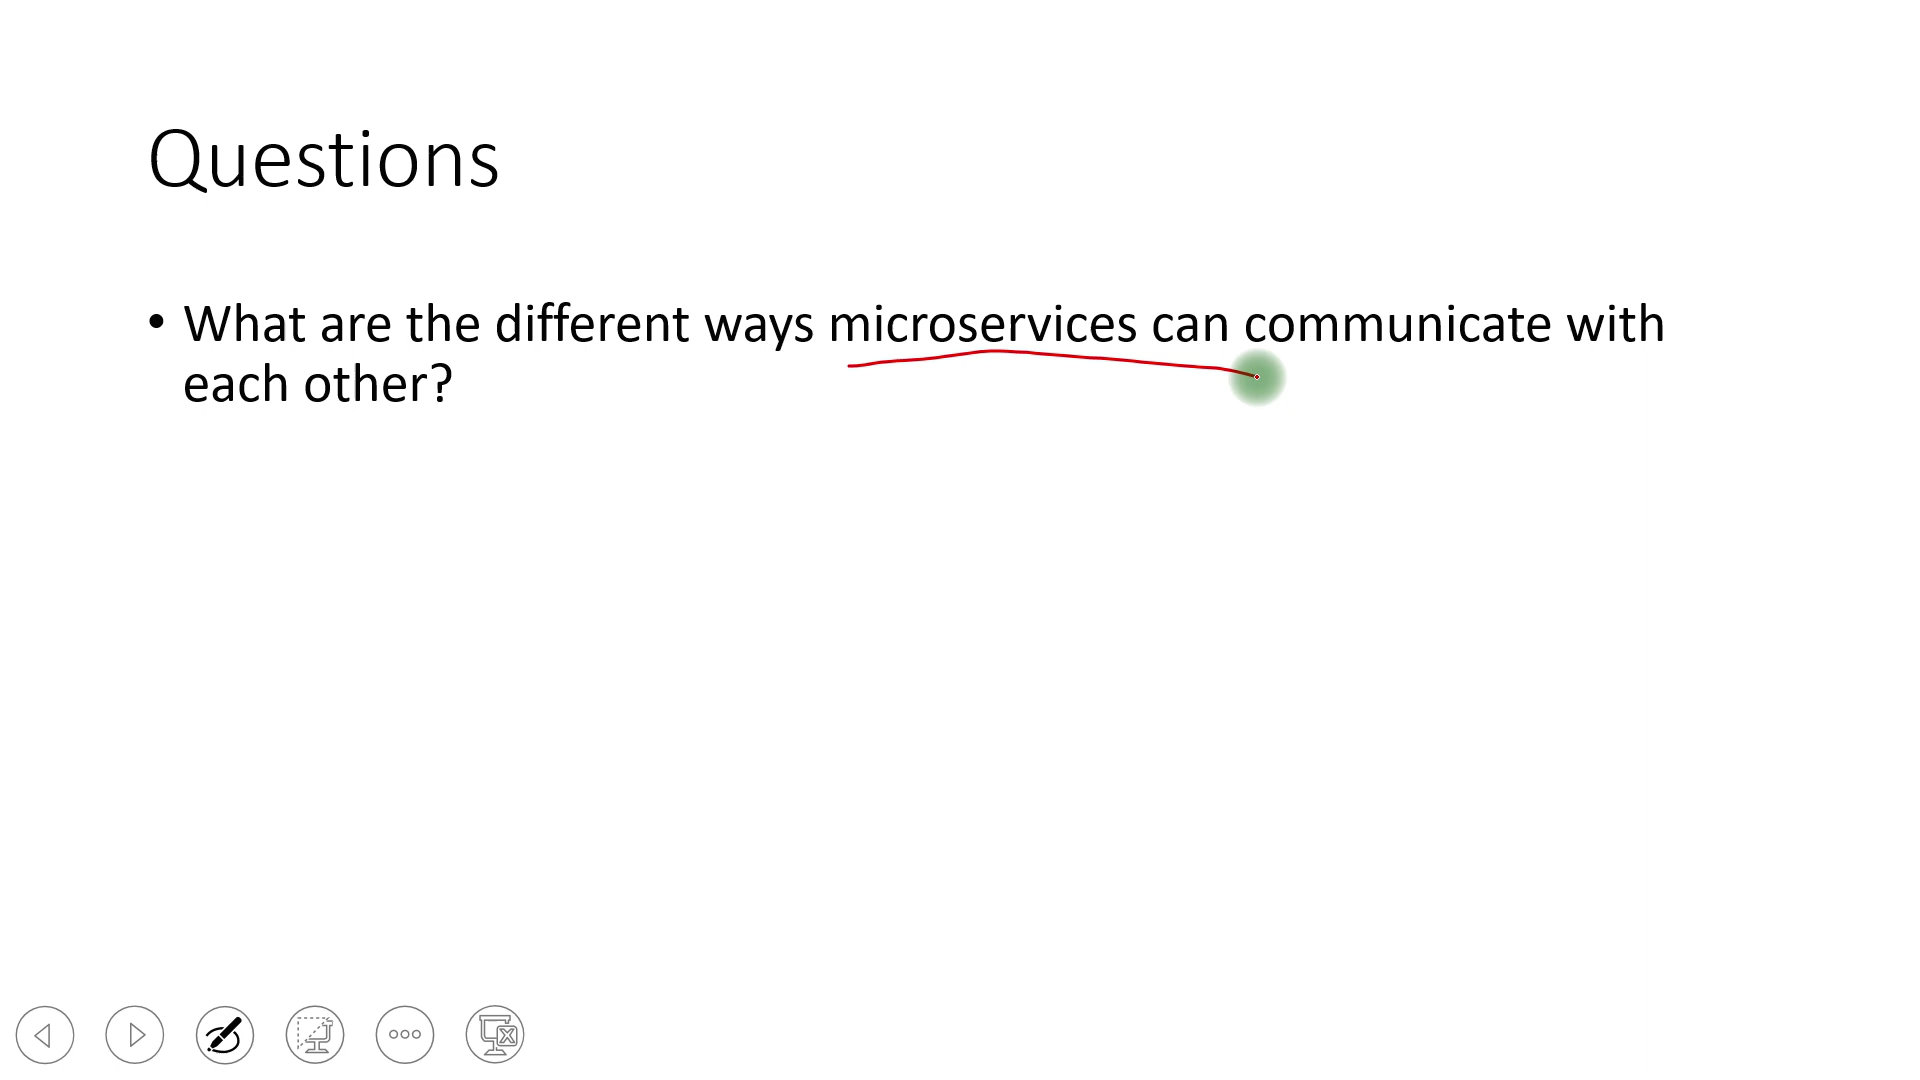 Questions
• What are the different ways microservices can communicate with
each other?